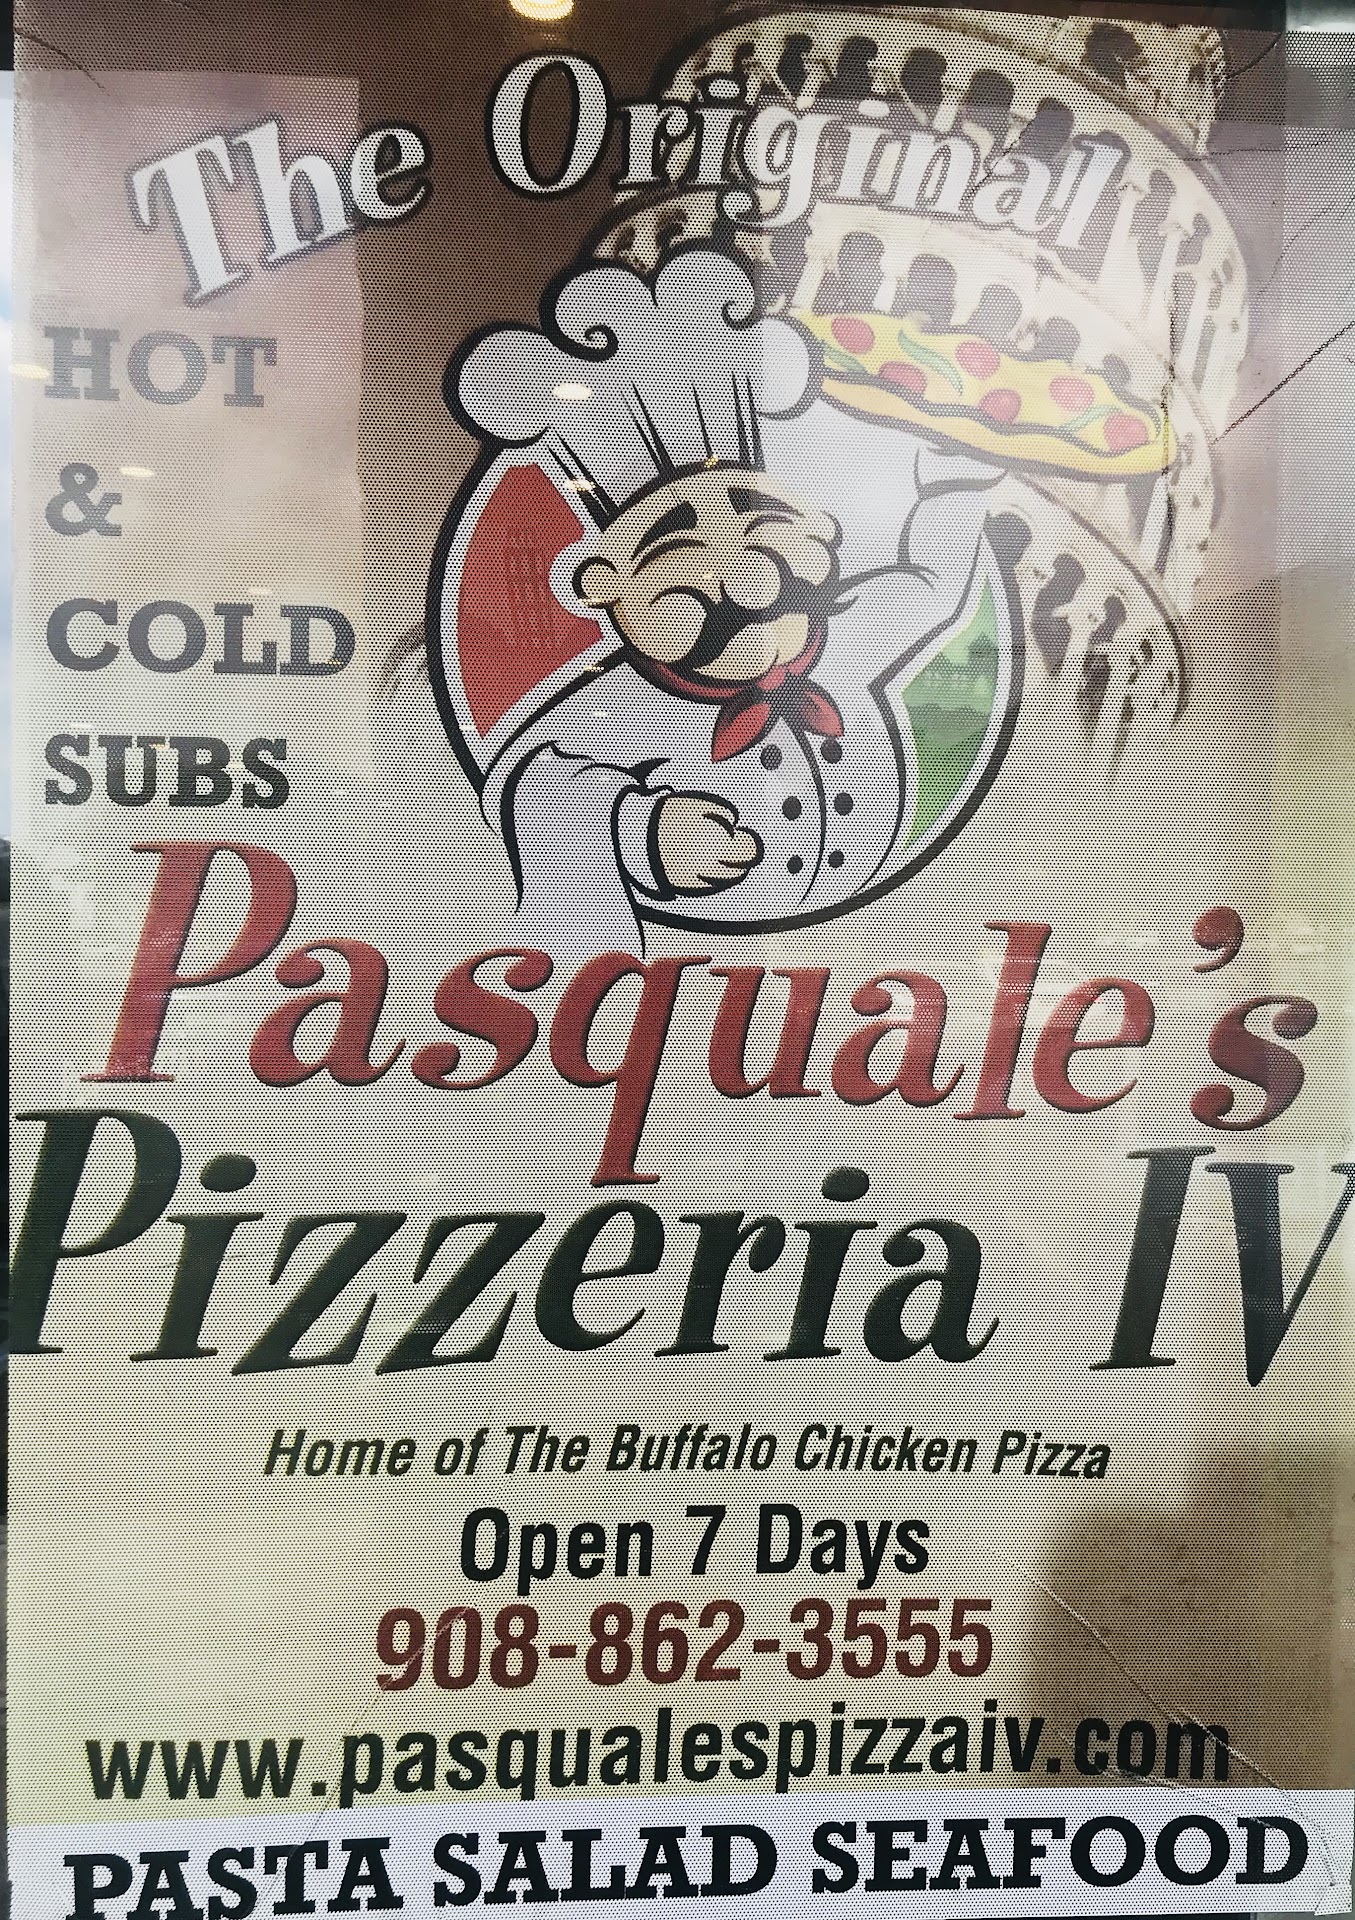 The Original
HOT
&
COLD
SUBS
Pasquale's
Pizzeria IV
Home of The Buffalo Chicken Pizza
Open 7 Days
908-862-3555
www.pasqualespizzaiv.com
PASTA SALAD SEAFOOD